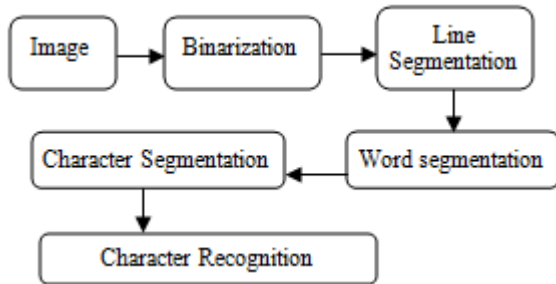 Image
Binarization
Line
Segmentation
Word segmentation
Character Segmentation
Character Recognition